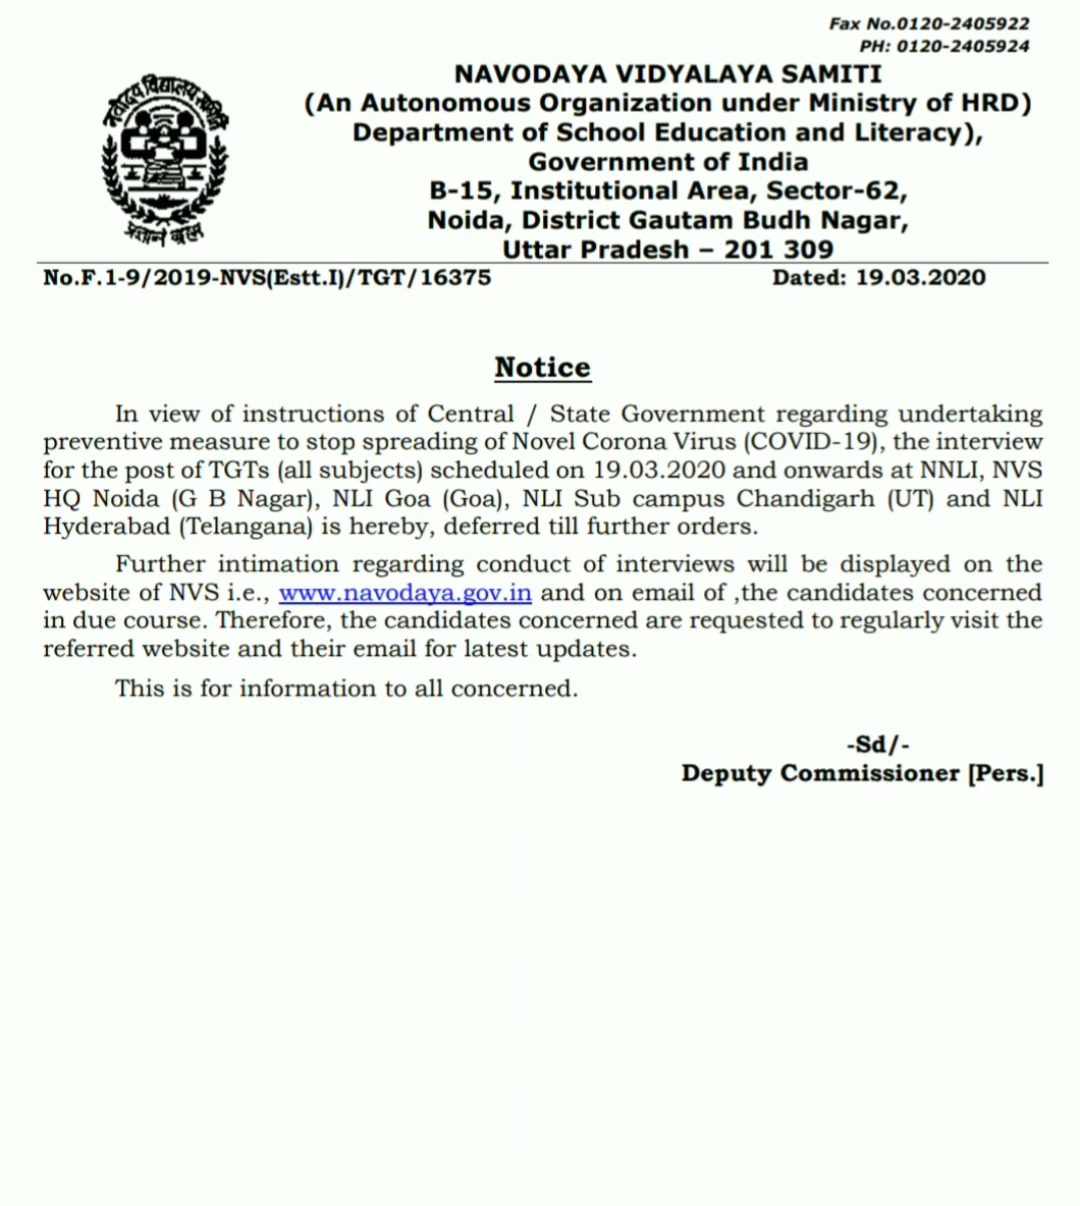 Fax No.0120-2405922
PH: 0120-2405924
NAVODAYA VIDYALAYA SAMITI
(An Autonomous Organization under Ministry of HRD)
Department of School Education and Literacy),
Government of India
B-15, Institutional Area, Sector-62,
Noida, District Gautam Budh Nagar,
Uttar Pradesh – 201 309
नवोदय विद्यालय समिति
प्रज्ञानं ब्रह्म
No.F.1-9/2019-NVS(Estt.I)/TGT/16375 Dated: 19.03.2020
Notice
In view of instructions of Central / State Government regarding undertaking
preventive measure to stop spreading of Novel Corona Virus (COVID-19), the interview
for the post of TGTs (all subjects) scheduled on 19.03.2020 and onwards at NNLI, NVS
HQ Noida (G B Nagar), NLI Goa (Goa), NLI Sub campus Chandigarh (UT) and NLI
Hyderabad (Telangana) is hereby, deferred till further orders.
Further intimation regarding conduct of interviews will be displayed on the
website of NVS i.e., www.navodaya.gov.in and on email of ,the candidates concerned
in due course. Therefore, the candidates concerned are requested to regularly visit the
referred website and their email for latest updates.
This is for information to all concerned.
-Sd/-
Deputy Commissioner [Pers.]